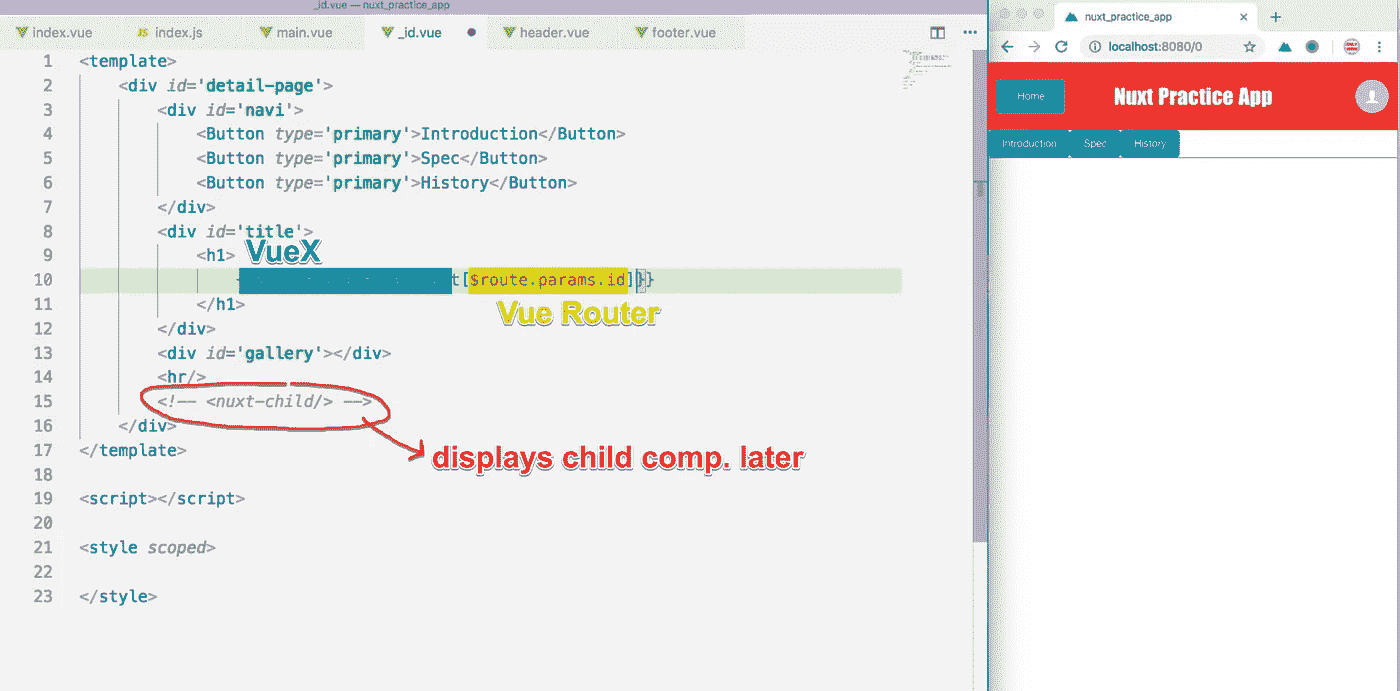 _id.vue — nuxt_practice_app
index.vue JS index.js main.vue _id.vue header.vue footer.vue
1 <template>
2 <div id='detail-page'>
3 <div id='navi'>
4 <Button type='primary'>Introduction</Button>
5 <Button type='primary'>Spec</Button>
6 <Button type='primary'>History</Button>
7 </div>
8 <div id='title'>
9 <h1>
VueX
10 t[$route.params.id]}}
11 </h1>
Vue Router
12 </div>
13 <div id='gallery'></div>
14 <hr/>
15 <!-- <nuxt-child/> -->
16 </div>
displays child comp. later
17 </template>
18
19 <script></script>
20
21 <style scoped>
22
23 </style>
nuxt_practice_app
localhost:8080/0
Home Nuxt Practice App
Introduction Spec History